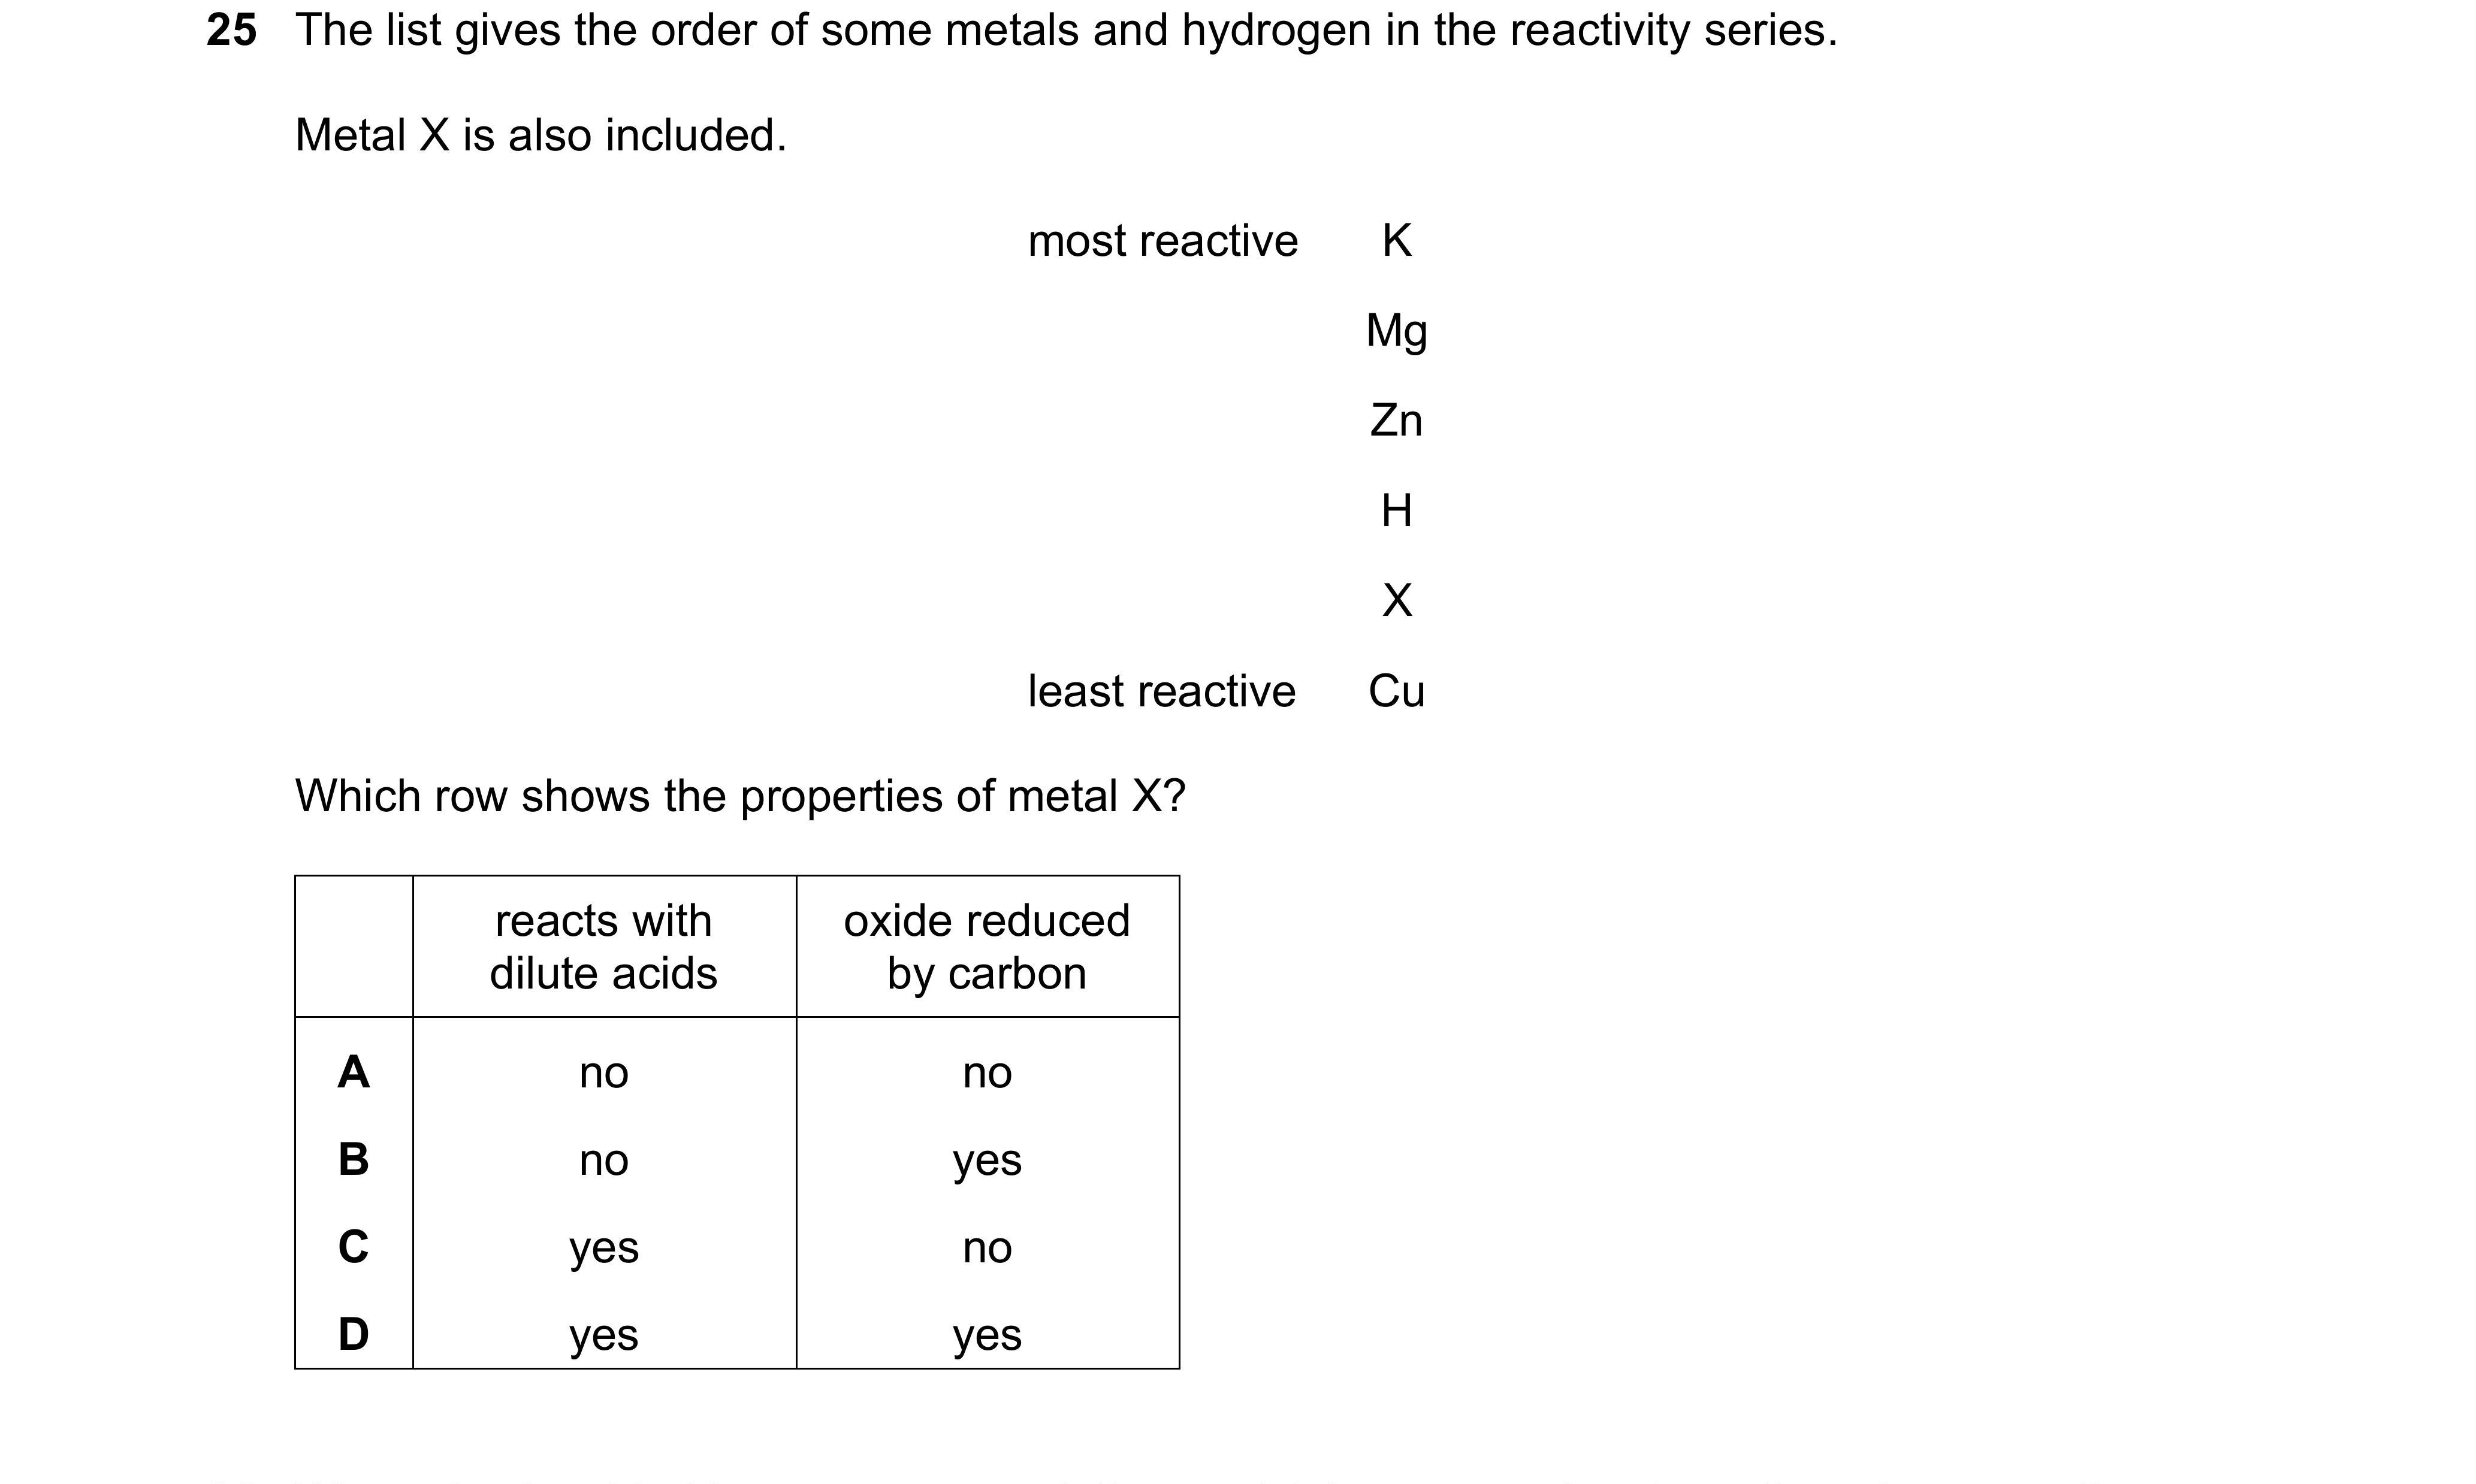 25 The list gives the order of some metals and hydrogen in the reactivity series.
Metal X is also included.
most reactive K
Mg
Zn
H
X
least reactive Cu
Which row shows the properties of metal X?
reacts with dilute acids oxide reduced by carbon
A no no
B no yes
C yes no
D yes yes